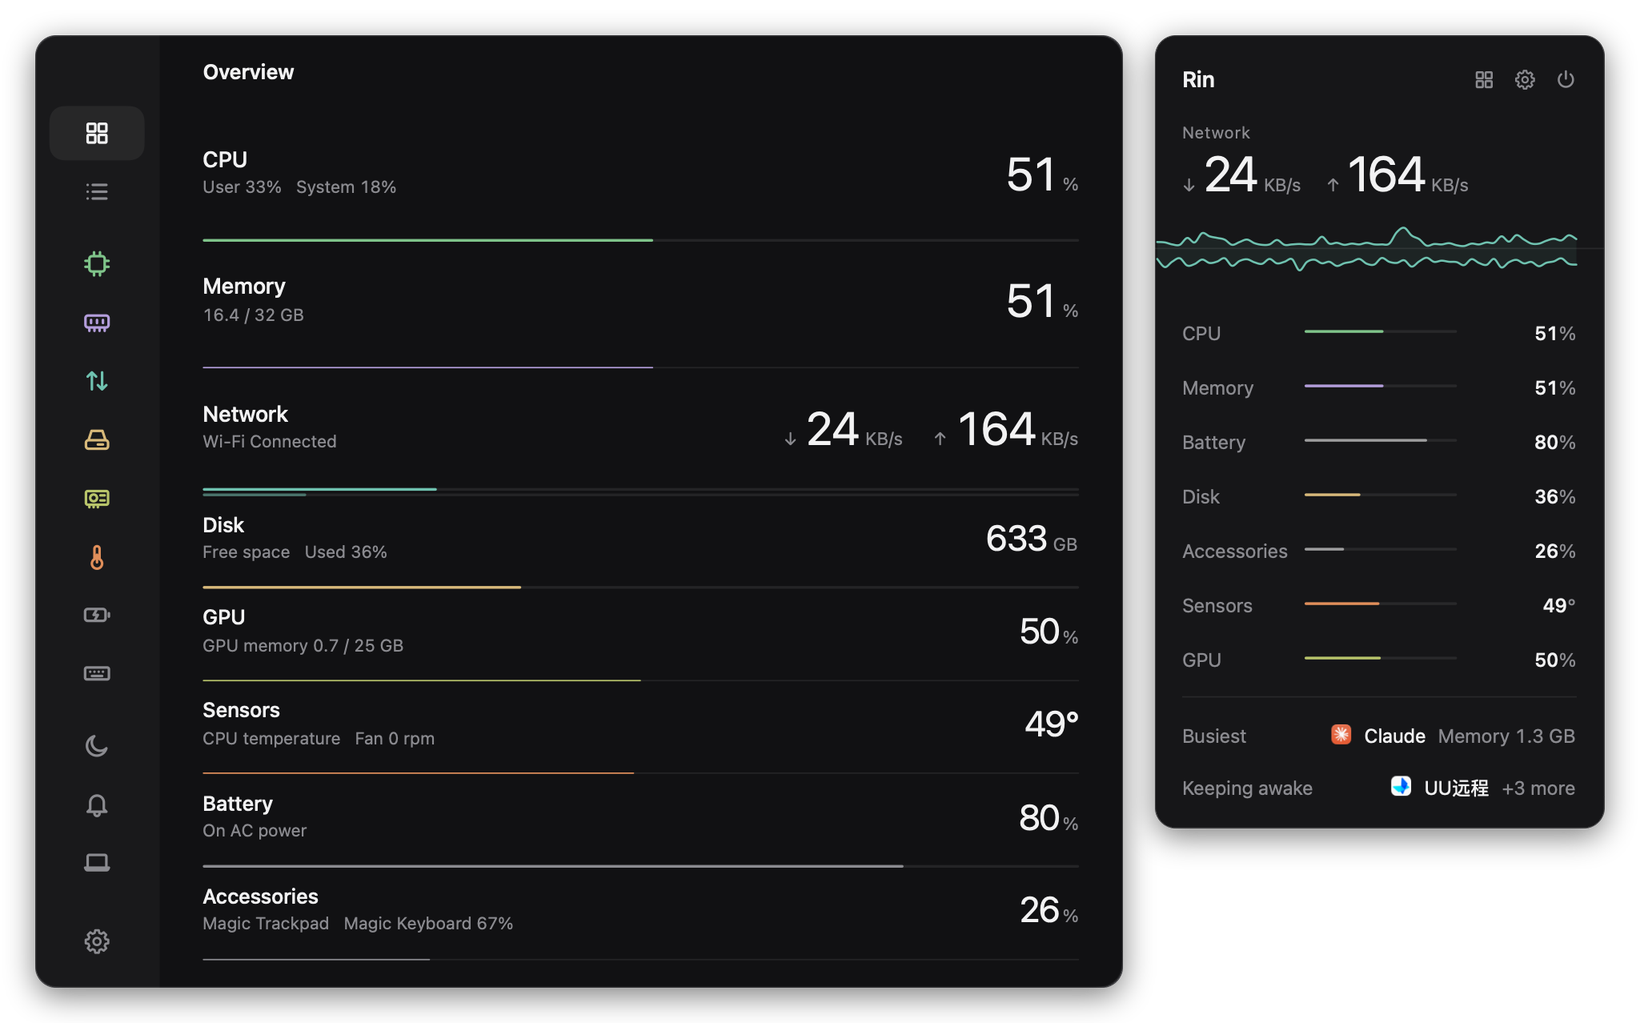 Overview
CPU
User 33% System 18%
51 %
Memory
16.4 / 32 GB
51 %
Network
Wi-Fi Connected
↓ 24 KB/s ↑ 164 KB/s
Disk
Free space Used 36%
633 GB
GPU
GPU memory 0.7 / 25 GB
50 %
Sensors
CPU temperature Fan 0 rpm
49°
Battery
On AC power
80 %
Accessories
Magic Trackpad Magic Keyboard 67%
26 %
Rin
Network
↓ 24 KB/s ↑ 164 KB/s
CPU 51%
Memory 51%
Battery 80%
Disk 36%
Accessories 26%
Sensors 49°
GPU 50%
Busiest Claude Memory 1.3 GB
Keeping awake UU远程 +3 more